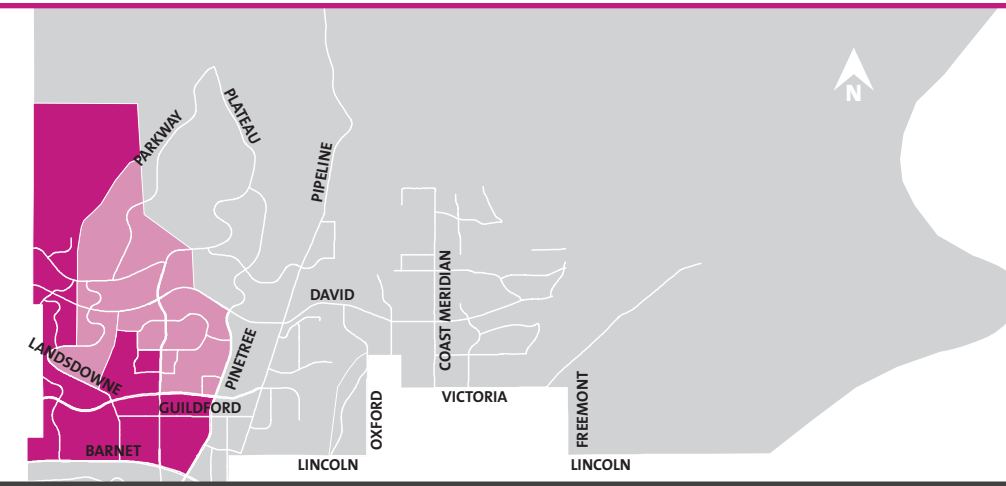 PARKWAY
PLATEAU
PIPELINE
N
DAVID
COAST MERIDIAN
LANDSDOWNE
PINETREE
GUILDFORD
OXFORD
VICTORIA
FREEMONT
BARNET
LINCOLN
LINCOLN